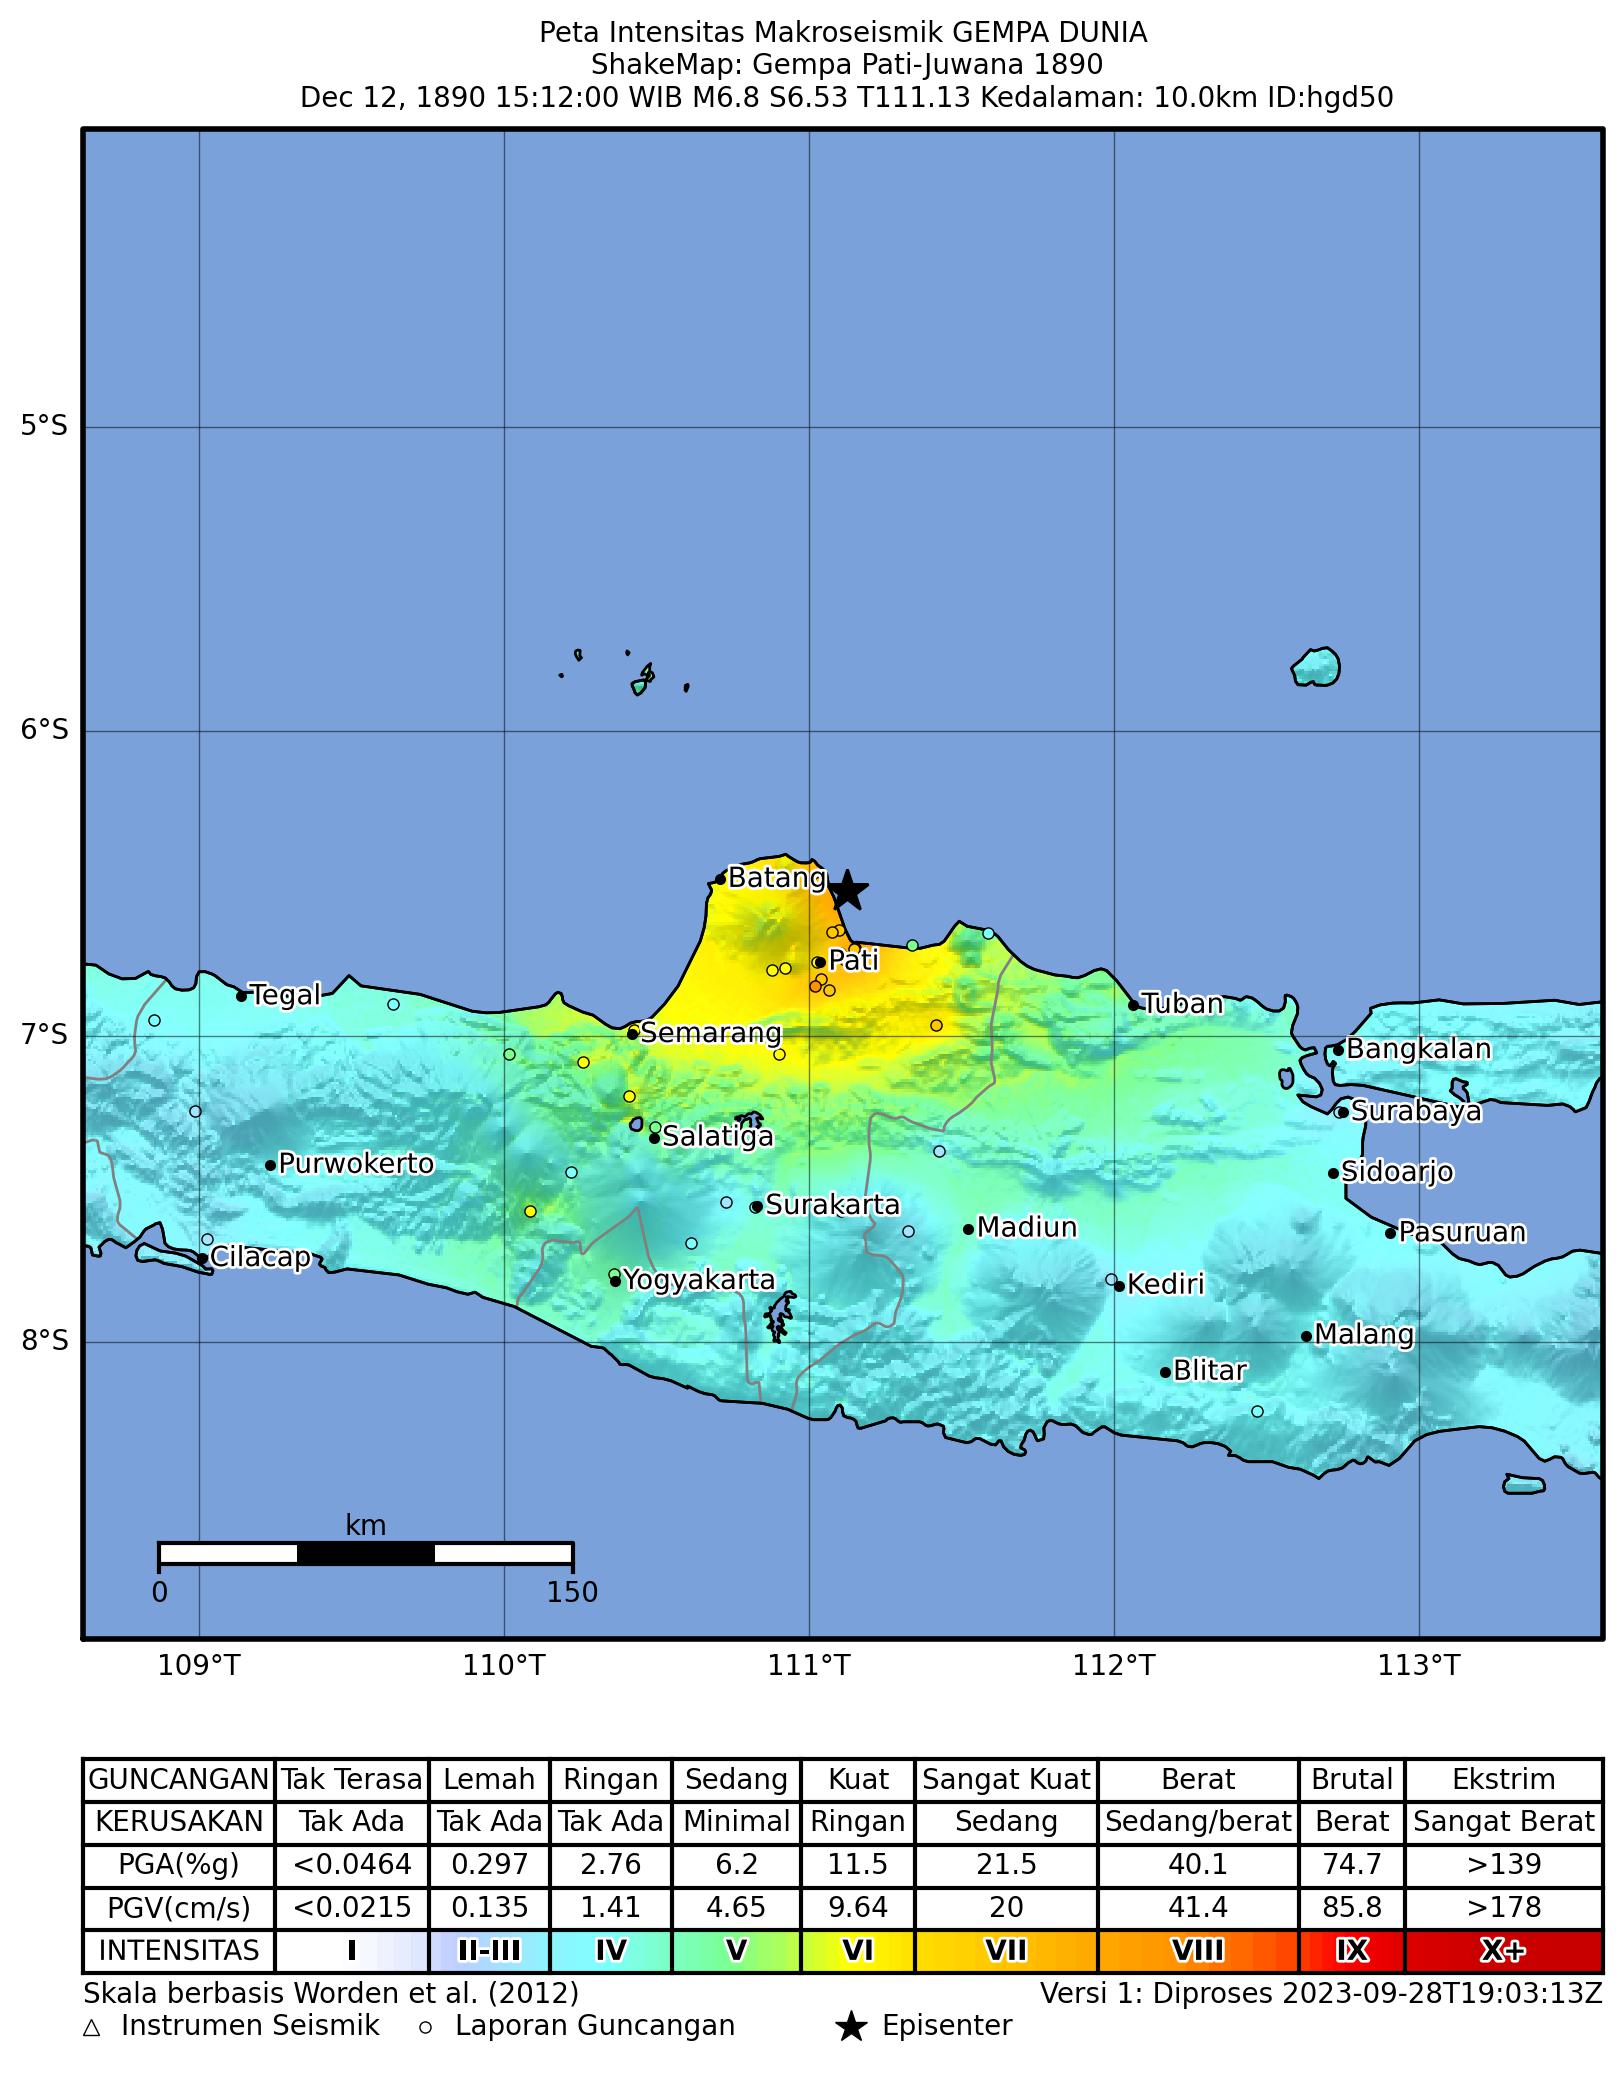 Peta Intensitas Makroseismik GEMPA DUNIA
ShakeMap: Gempa Pati-Juwana 1890
Dec 12, 1890 15:12:00 WIB M6.8 S6.53 T111.13 Kedalaman: 10.0km ID:hgd50
5°S
6°S
Batang
Pati
Tegal
Tuban
7°S
Semarang
Bangkalan
Surabaya
Salatiga
Purwokerto
Sidoarjo
Surakarta
Madiun
Pasuruan
Cilacap
Yogyakarta
Kediri
8°S
Malang
Blitar
km
0 150
109°T 110°T 111°T 112°T 113°T
GUNCANGAN Tak Terasa Lemah Ringan Sedang Kuat Sangat Kuat Berat Brutal Ekstrim
KERUSAKAN Tak Ada Tak Ada Tak Ada Minimal Ringan Sedang Sedang/berat Berat Sangat Berat
PGA(%g) <0.0464 0.297 2.76 6.2 11.5 21.5 40.1 74.7 >139
PGV(cm/s) <0.0215 0.135 1.41 4.65 9.64 20 41.4 85.8 >178
INTENSITAS I II-III IV V VI VII VIII IX X+
Skala berbasis Worden et al. (2012) Versi 1: Diproses 2023-09-28T19:03:13Z
Instrumen Seismik Laporan Guncangan Episenter